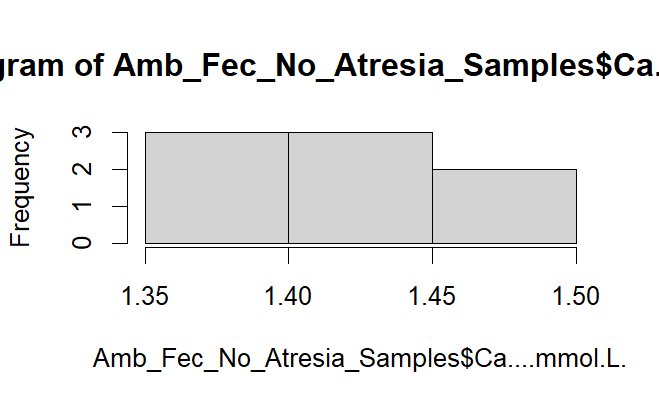 gram of Amb_Fec_No_Atresia_Samples$Ca.
Frequency
3
2
1
0
1.35 1.40 1.45 1.50
Amb_Fec_No_Atresia_Samples$Ca....mmol.L.